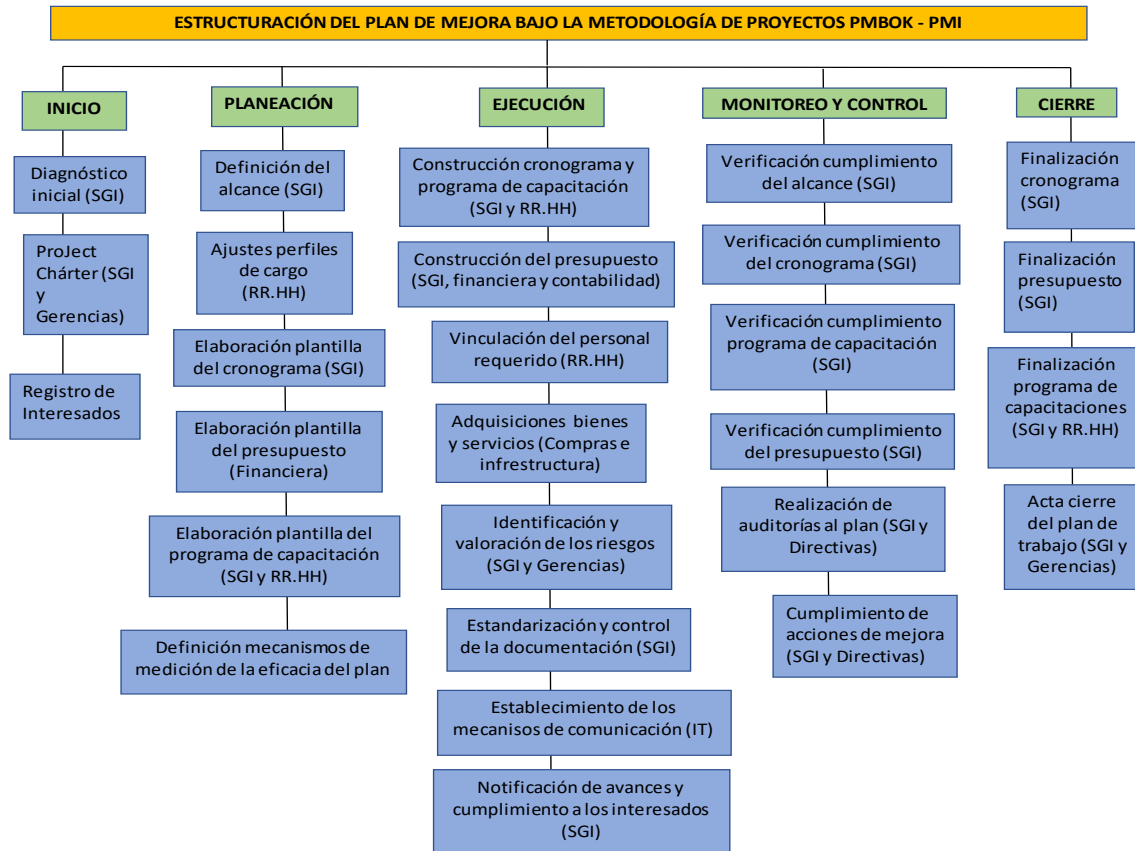 ESTRUCTURACIÓN DEL PLAN DE MEJORA BAJO LA METODOLOGÍA DE PROYECTOS PMBOK - PMI
INICIO
Diagnóstico
inicial (SGI)
ProJect
Chárter (SGI
y
Gerencias)
Registro de
Interesados
PLANEACIÓN
Definición del
alcance (SGI)
Ajustes perfiles
de cargo
(RR.HH)
Elaboración plantilla
del cronograma (SGI)
Elaboración plantilla
del presupuesto
(Financiera)
Elaboración plantilla del
programa de capacitación
(SGI y RR.HH)
Definición mecanismos de
medición de la eficacia del plan
EJECUCIÓN
Construcción cronograma y
programa de capacitación
(SGI y RR.HH)
Construcción del presupuesto
(SGI, financiera y contabilidad)
Vinculación del personal
requerido (RR.HH)
Adquisiciones bienes
y servicios (Compras e
infrestructura)
Identificación y
valoración de los riesgos
(SGI y Gerencias)
Estandarización y control
de la documentación (SGI)
Establecimiento de los
mecanisos de comunicación (IT)
Notificación de avances y
cumplimiento a los interesados
(SGI)
MONITOREO Y CONTROL
Verificación cumplimiento
del alcance (SGI)
Verificación cumplimiento
del cronograma (SGI)
Verificación cumplimiento
programa de capacitación
(SGI)
Verificación cumplimiento
del presupuesto (SGI)
Realización de
auditorías al plan (SGI y
Directivas)
Cumplimiento de
acciones de mejora
(SGI y Directivas)
CIERRE
Finalización
cronograma
(SGI)
Finalización
presupuesto
(SGI)
Finalización
programa de
capacitaciones
(SGI y RR.HH)
Acta cierre
del plan de
trabajo (SGI y
Gerencias)